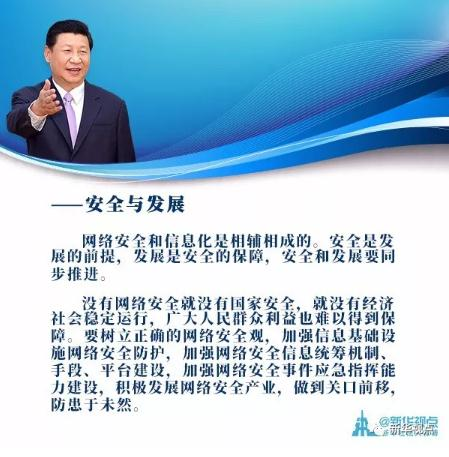 ——安全与发展
网络安全和信息化是相辅相成的。安全是发
展的前提，发展是安全的保障，安全和发展要同
步推进。
没有网络安全就没有国家安全，就没有经济
社会稳定运行，广大人民群众利益也难以得到保
障。要树立正确的网络安全观，加强信息基础设
施网络安全防护，加强网络安全信息统筹机制、
手段、平台建设，加强网络安全事件应急指挥能
力建设，积极发展网络安全产业，做到关口前移，
防患于未然。
@新华视点
新华视点